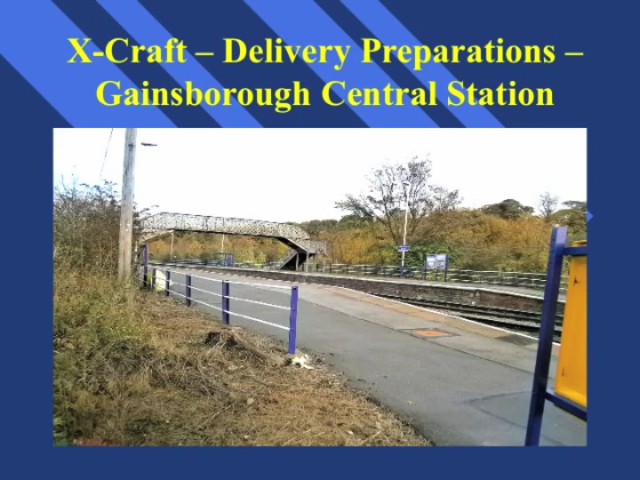 X-Craft – Delivery Preparations –
Gainsborough Central Station